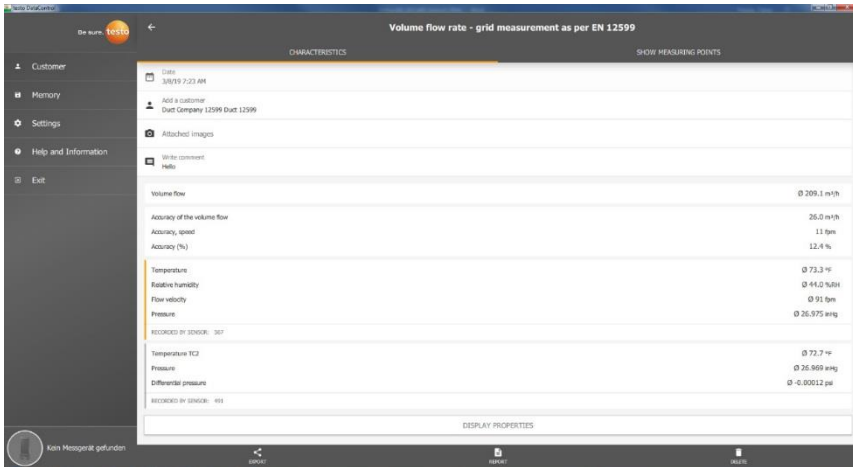 testo DataControl
Be sure. testo
Volume flow rate - grid measurement as per EN 12599
CHARACTERISTICS
SHOW MEASURING POINTS
Customer
Memory
Settings
Help and Information
Exit
Date
3/8/19 7:23 AM
Add a customer
Duct Company 12599 Duct 12599
Attached images
Write comment
Hello
Volume flow Ø 209.1 m³/h
Accuracy of the volume flow 26.0 m³/h
Accuracy, speed 11 fpm
Accuracy (%) 12.4 %
Temperature Ø 73.3 °F
Relative humidity Ø 44.0 %RH
Flow velocity Ø 91 fpm
Pressure Ø 26.975 inHg
RECORDED BY SENSOR:
Temperature TC2 Ø 72.7 °F
Pressure Ø 26.969 inHg
Differential pressure Ø -0.00012 psi
RECORDED BY SENSOR:
DISPLAY PROPERTIES
Kein Messgerät gefunden
EXPORT
REPORT
DELETE